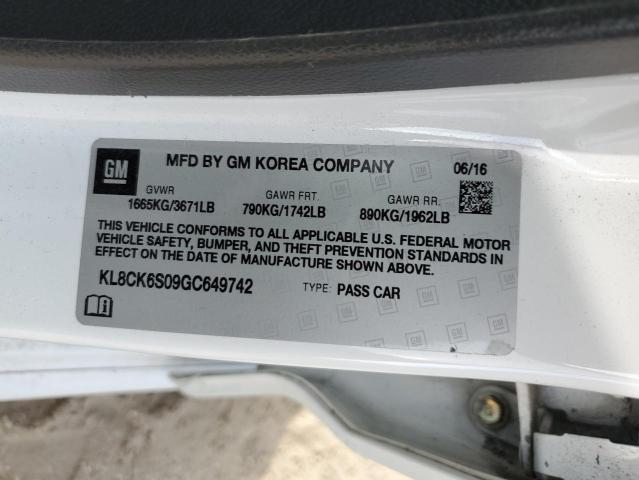 GM
MFD BY GM KOREA COMPANY
06/16
GVWR
GAWR FRT.
GAWR RR.
1665KG/3671LB
790KG/1742LB
890KG/1962LB
THIS VEHICLE CONFORMS TO ALL APPLICABLE U.S. FEDERAL MOTOR
VEHICLE SAFETY, BUMPER, AND THEFT PREVENTION STANDARDS IN
EFFECT ON THE DATE OF MANUFACTURE SHOWN ABOVE.
KL8CK6S09GC649742
TYPE: PASS CAR